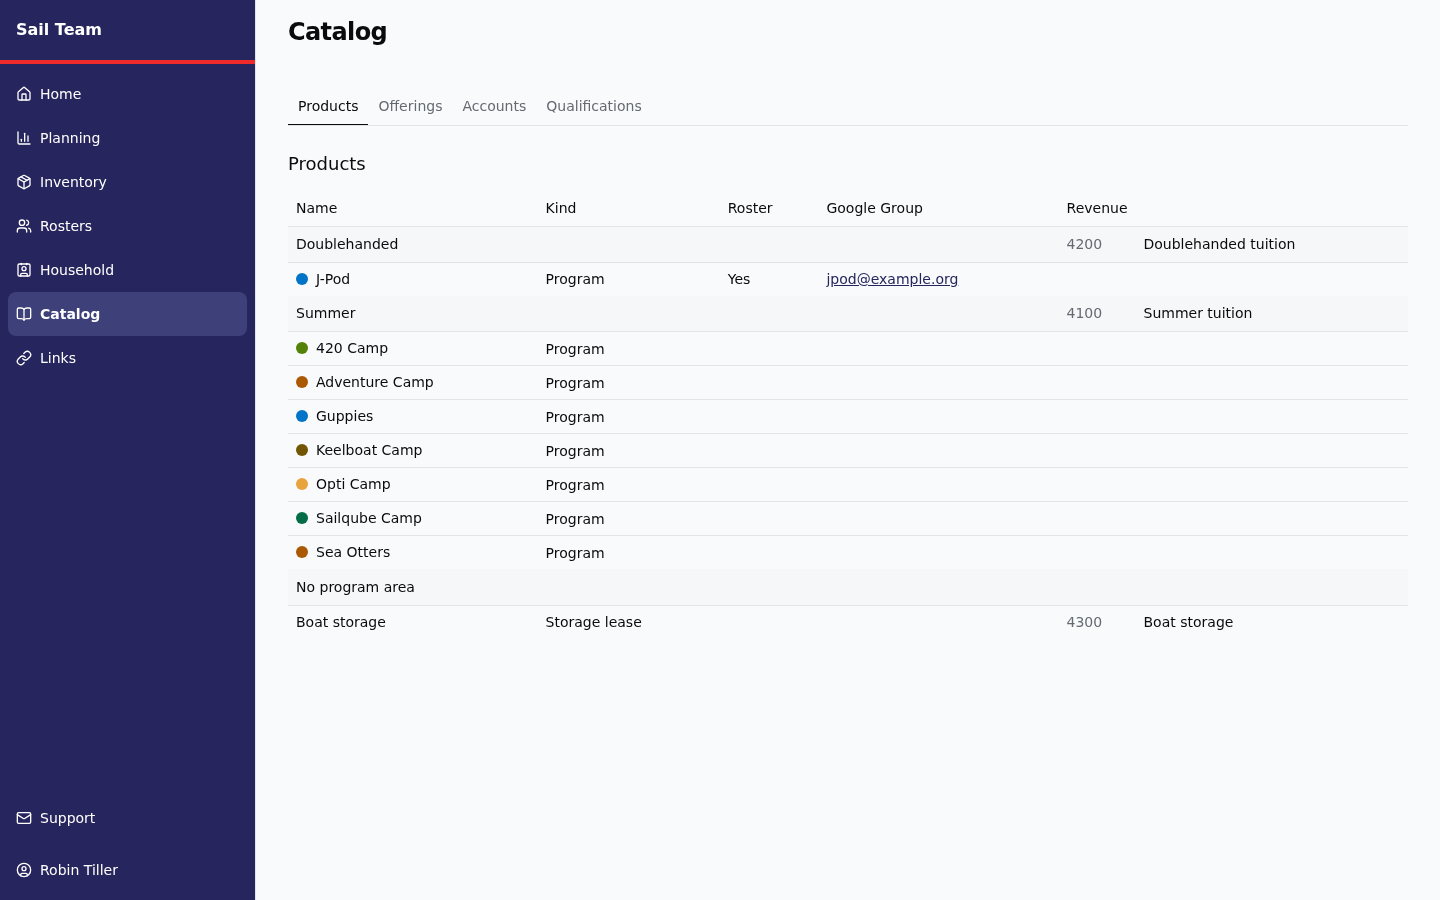 Sail Team
Home
Planning
Inventory
Rosters
Household
Catalog
Links
Support
Robin Tiller
Catalog
Products Offerings Accounts Qualifications
Products
Name Kind Roster Google Group Revenue
Doublehanded 4200 Doublehanded tuition
J-Pod Program Yes jpod@example.org
Summer 4100 Summer tuition
420 Camp Program
Adventure Camp Program
Guppies Program
Keelboat Camp Program
Opti Camp Program
Sailqube Camp Program
Sea Otters Program
No program area
Boat storage Storage lease 4300 Boat storage